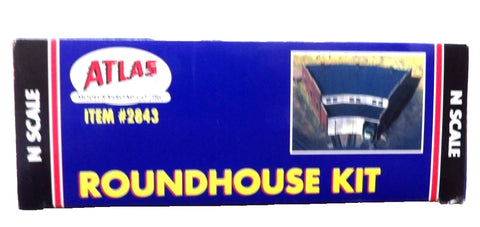 N SCALE
ATLAS
ITEM #2843
ROUNDHOUSE KIT
N SCALE